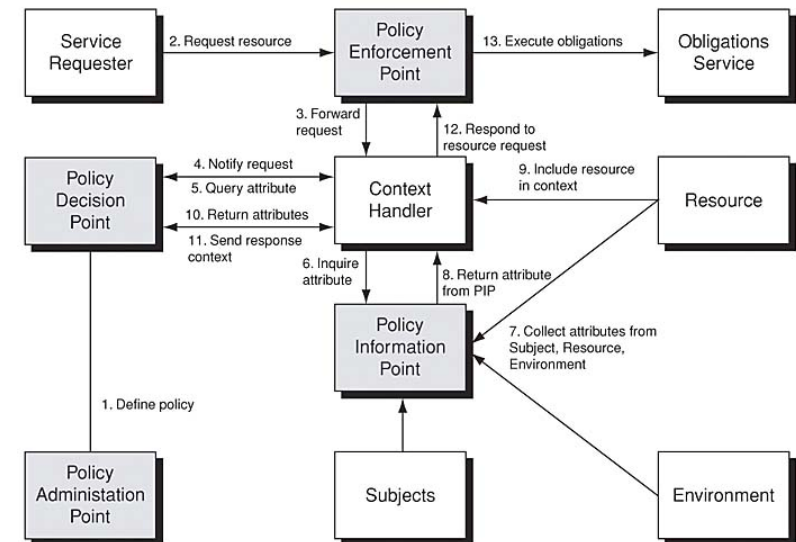 Service
Requester
2. Request resource
Policy
Enforcement
Point
13. Execute obligations
Obligations
Service
3. Forward
request
12. Respond to
resource request
Policy
Decision
Point
4. Notify request
5. Query attribute
10. Return attributes
11. Send response
context
Context
Handler
9. Include resource
in context
Resource
6. Inquire
attribute
8. Return attribute
from PIP
Policy
Information
Point
7. Collect attributes from
Subject, Resource,
Environment
1. Define policy
Policy
Administation
Point
Subjects
Environment